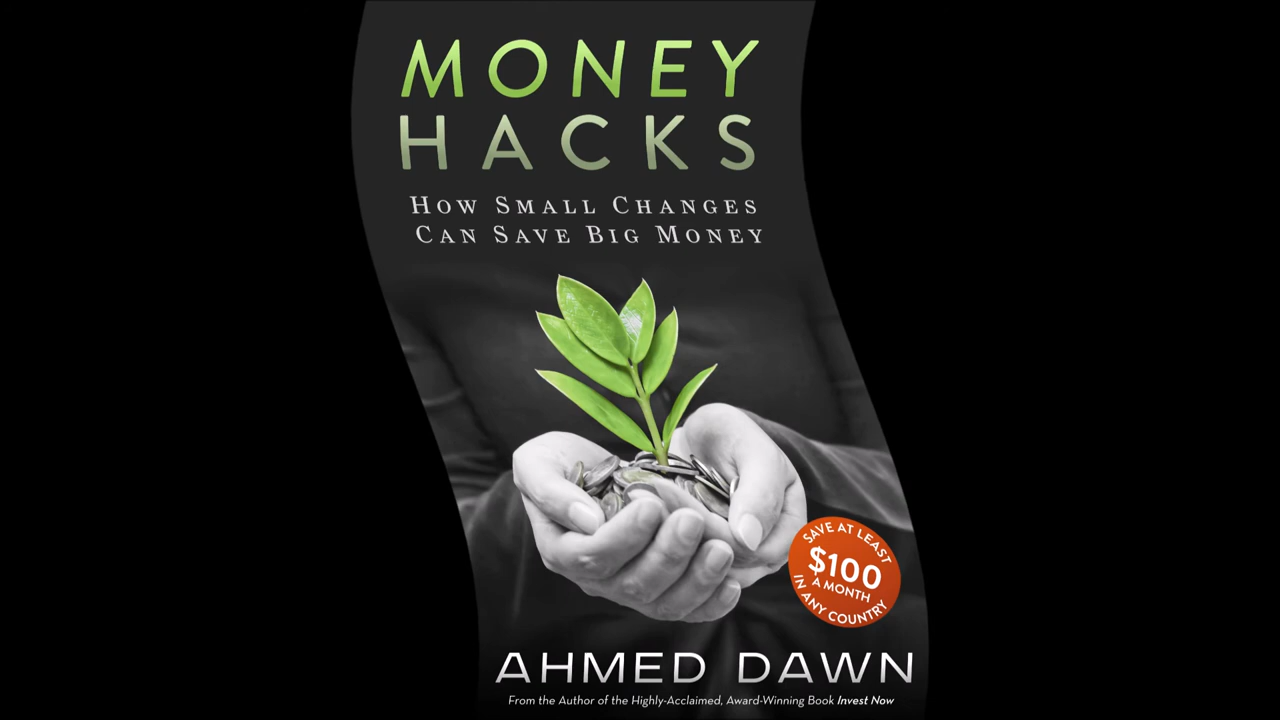 MONEY
HACKS
How Small Changes
Can Save Big Money
SAVE AT LEAST
$100
A MONTH
IN ANY COUNTRY
AHMED DAWN
From the Author of the Highly-Acclaimed, Award-Winning Book Invest Now